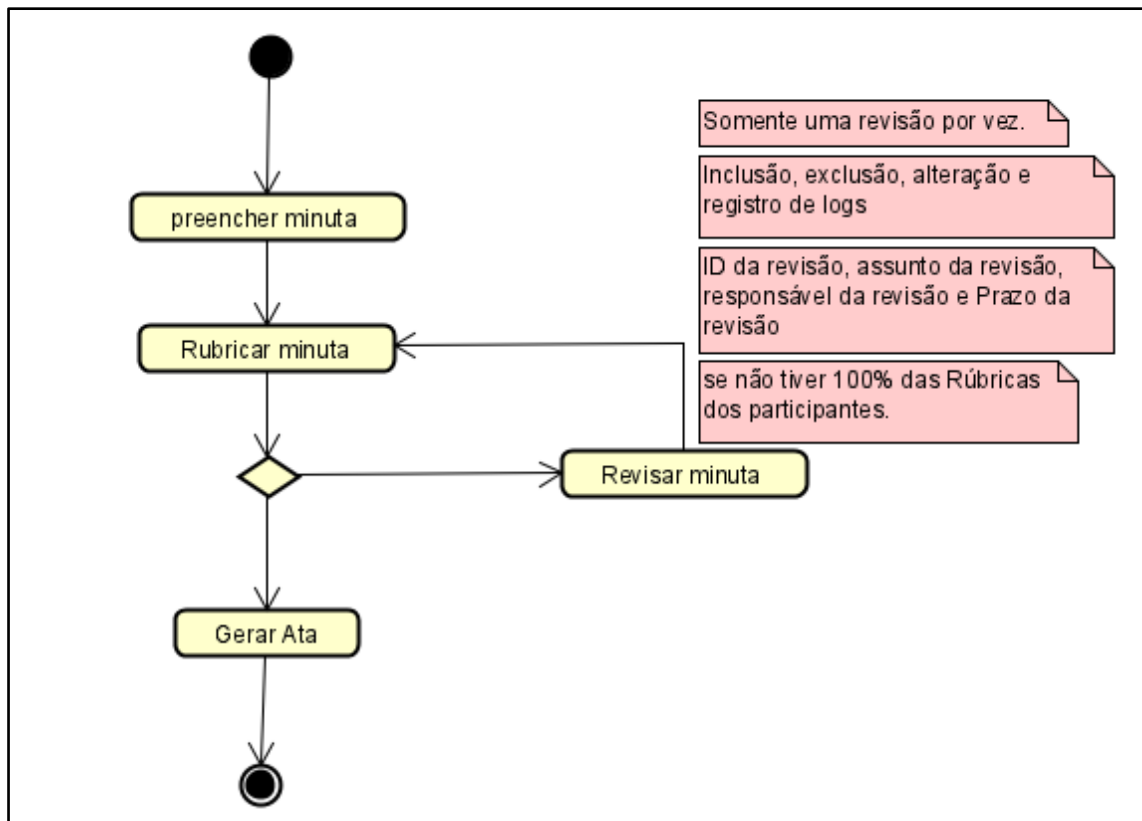 Somente uma revisão por vez.
Inclusão, exclusão, alteração e
registro de logs
preencher minuta
ID da revisão, assunto da revisão,
responsável da revisão e Prazo da
revisão
Rubricar minuta
se não tiver 100% das Rúbricas
dos participantes.
Revisar minuta
Gerar Ata